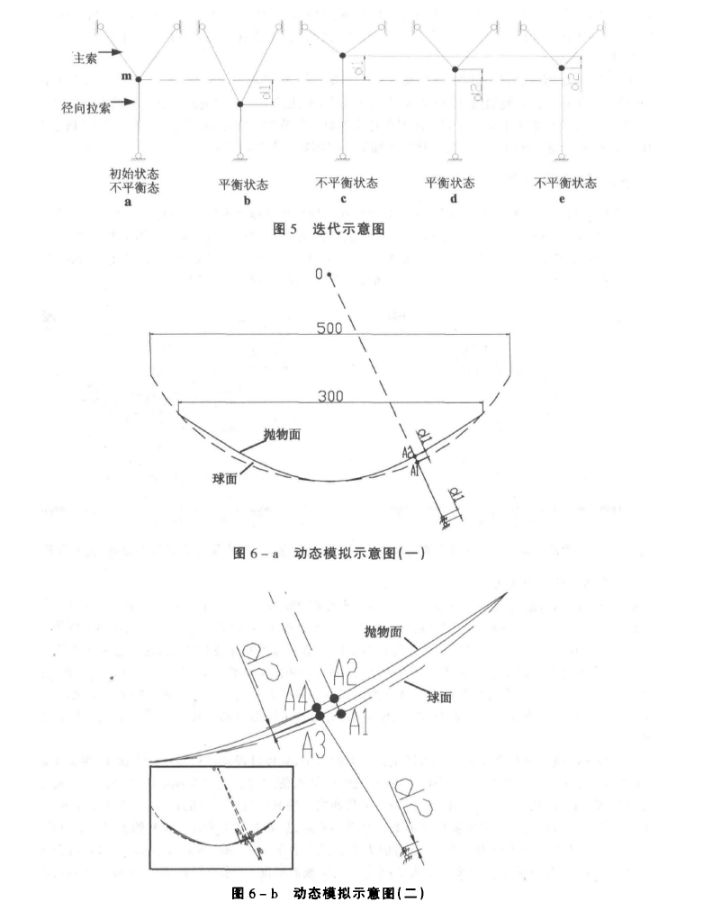 主索
m
径向拉索
d1
d1
d2
d2
初始状态
不平衡态
a
平衡状态
b
不平衡状态
c
平衡状态
d
不平衡状态
e
图 5 迭代示意图
O
500
300
抛物面
球面
d1
A2
A1
d1
图 6-a 动态模拟示意图(一)
抛物面
球面
d2
A2
A4
A1
A3
d2
图 6-b 动态模拟示意图(二)